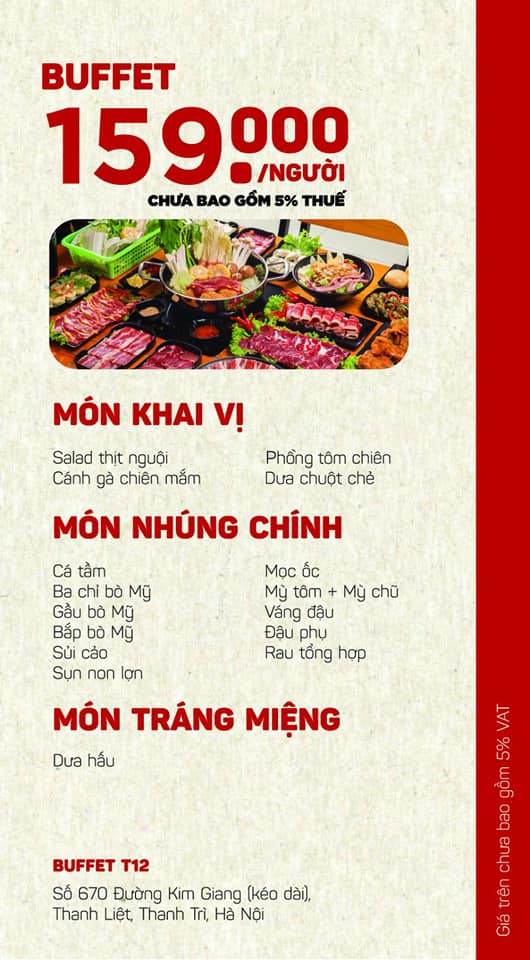 BUFFET
159.000
/NGƯỜI
CHƯA BAO GỒM 5% THUẾ
MÓN KHAI VỊ
Salad thịt nguội
Cánh gà chiên mắm
Phồng tôm chiên
Dưa chuột chẻ
MÓN NHÚNG CHÍNH
Cá tầm
Ba chỉ bò Mỹ
Gầu bò Mỹ
Bắp bò Mỹ
Sủi cảo
Sụn non lợn
Mọc ốc
Mỳ tôm + Mỳ chũ
Váng đậu
Đậu phụ
Rau tổng hợp
MÓN TRÁNG MIỆNG
Dưa hấu
BUFFET T12
Số 670 Đường Kim Giang (kéo dài),
Thanh Liệt, Thanh Trì, Hà Nội
Giá trên chưa bao gồm 5% VAT